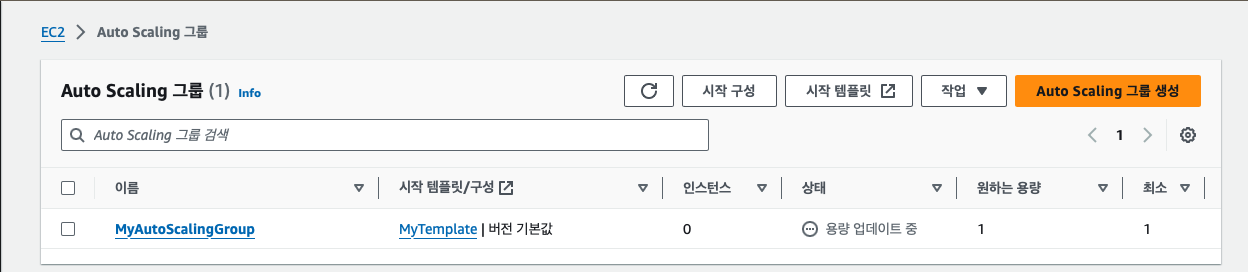 EC2 > Auto Scaling 그룹
Auto Scaling 그룹 (1) Info 시작 구성 시작 템플릿 작업 Auto Scaling 그룹 생성
Auto Scaling 그룹 검색 1
이름 시작 템플릿/구성 인스턴스 상태 원하는 용량 최소
MyAutoScalingGroup MyTemplate | 버전 기본값 0 용량 업데이트 중 1 1